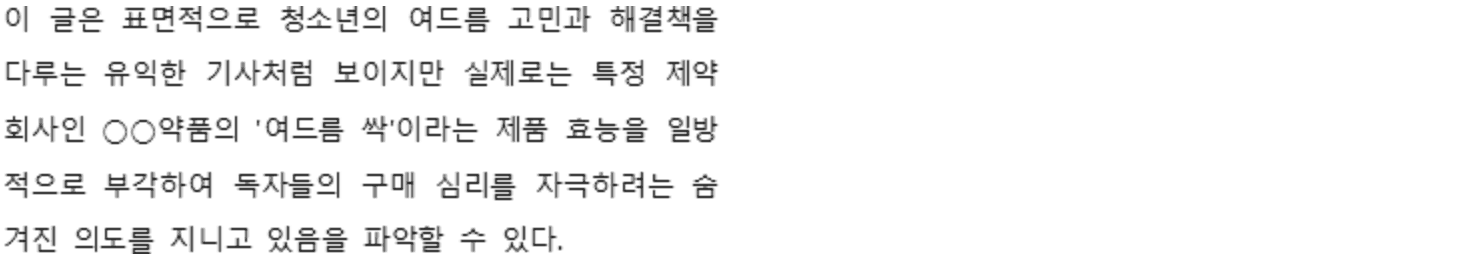 이 글은 표면적으로 청소년의 여드름 고민과 해결책을
다루는 유익한 기사처럼 보이지만 실제로는 특정 제약
회사인 ○○약품의 '여드름 싹'이라는 제품 효능을 일방
적으로 부각하여 독자들의 구매 심리를 자극하려는 숨
겨진 의도를 지니고 있음을 파악할 수 있다.